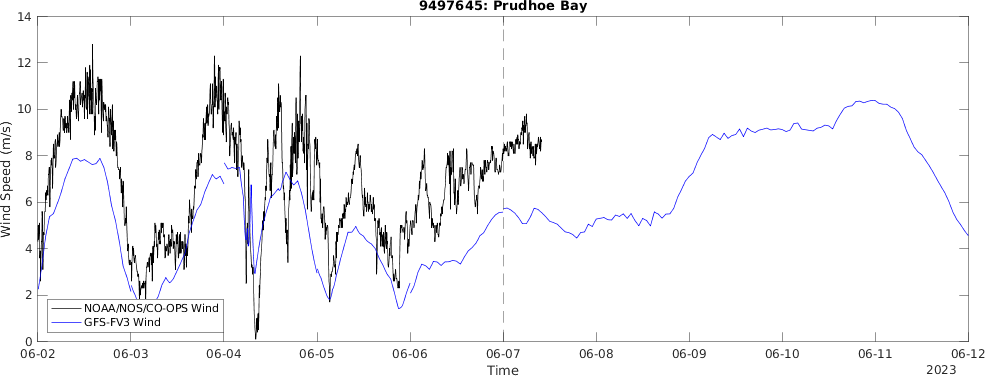 9497645: Prudhoe Bay
14
12
10
8
6
4
2
0
Wind Speed (m/s)
NOAA/NOS/CO-OPS Wind
GFS-FV3 Wind
06-02 06-03 06-04 06-05 06-06 06-07 06-08 06-09 06-10 06-11 06-12
Time
2023